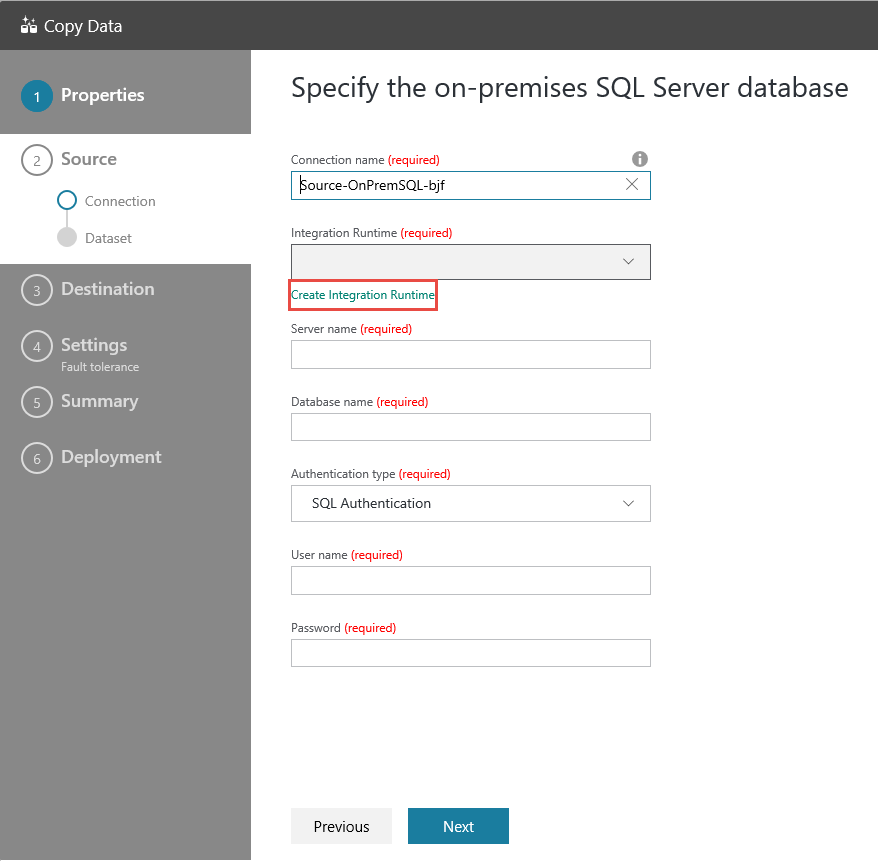 Copy Data
1 Properties
2 Source
Connection
Dataset
3 Destination
4 Settings
Fault tolerance
5 Summary
6 Deployment
Specify the on-premises SQL Server database
Connection name (required)
Source-OnPremSQL-bjf
Integration Runtime (required)
Create Integration Runtime
Server name (required)
Database name (required)
Authentication type (required)
SQL Authentication
User name (required)
Password (required)
Previous
Next